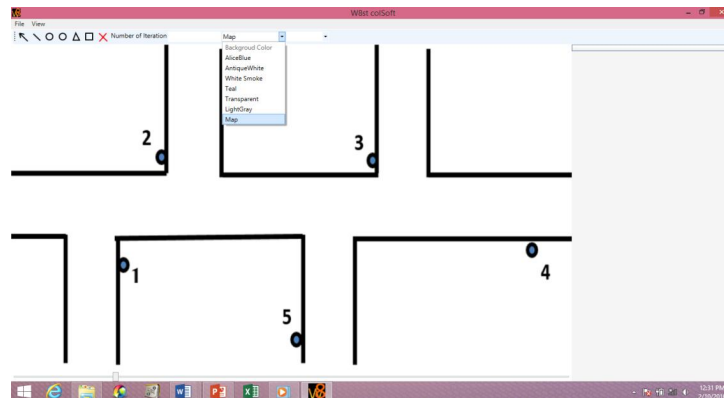 W8st colSoft
File View
Number of Iteration Map
Backgroud Color
AliceBlue
AntiqueWhite
White Smoke
Teal
Transparent
LightGray
Map
2
3
1
4
5
12:31 PM